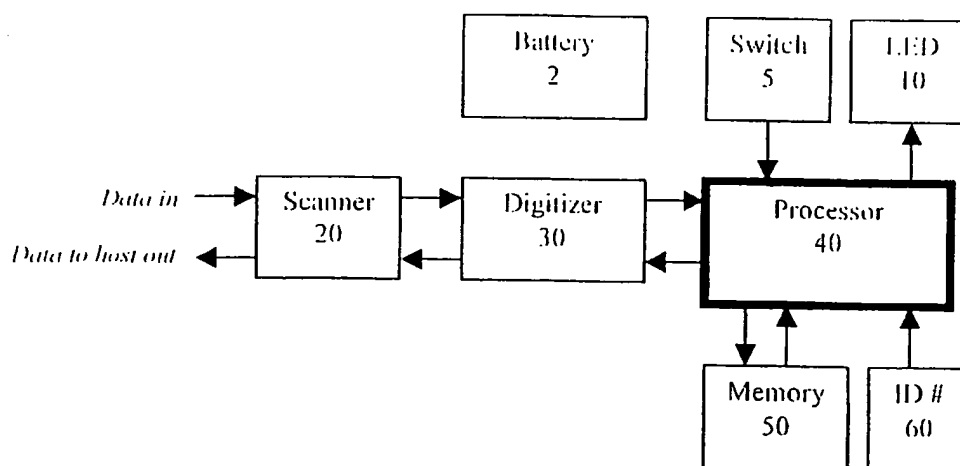 Battery
2
Switch
5
LED
10
Data in
Scanner
20
Digitizer
30
Processor
40
Data to host out
Memory
50
ID #
60